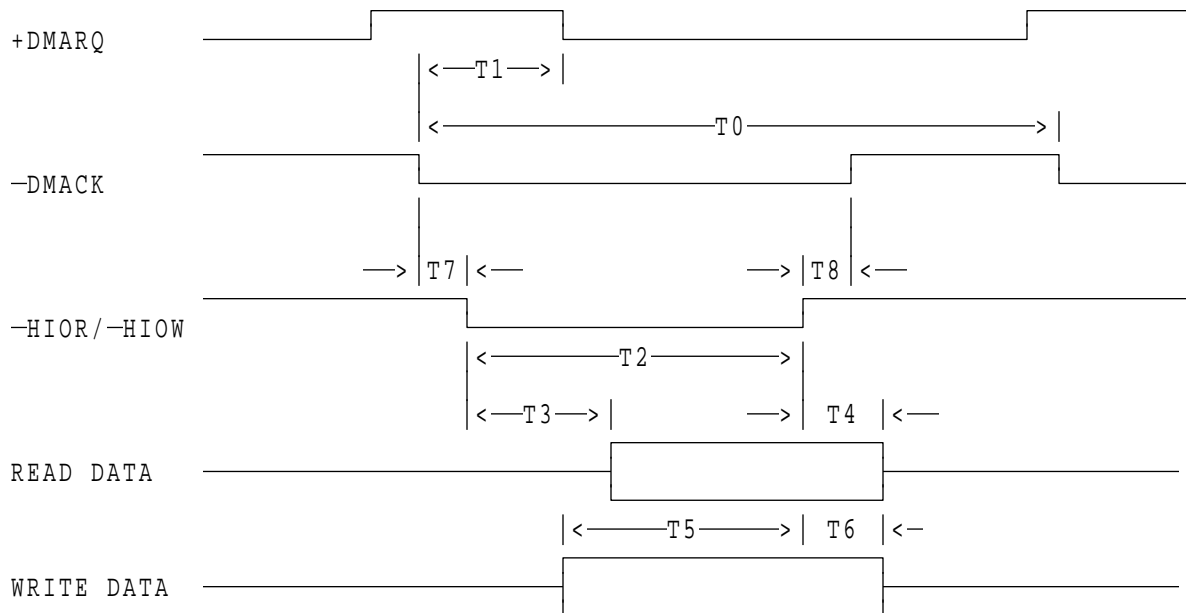 +DMARQ
T1
T0
—DMACK
T7 T8
—HIOR/—HIOW
T2
T3 T4
READ DATA
T5 T6
WRITE DATA